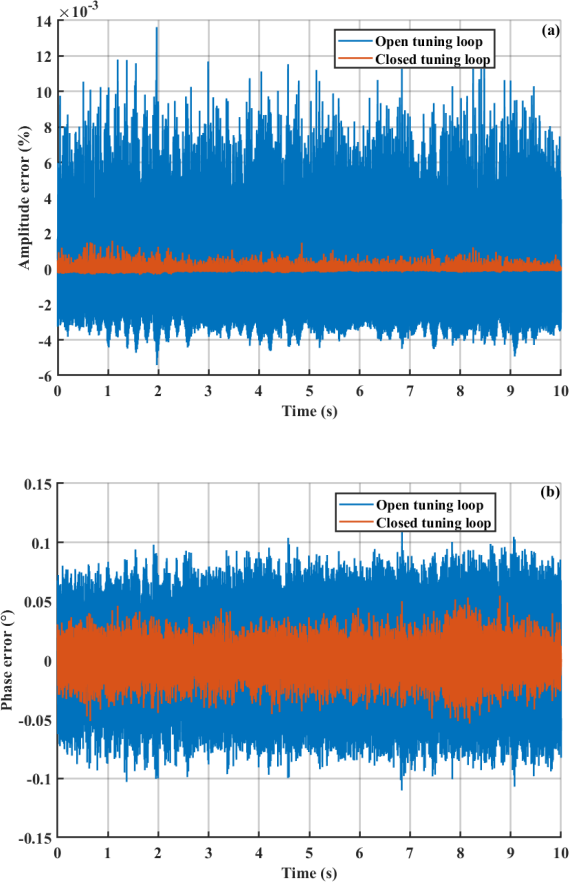 ×10⁻³
(a)
Open tuning loop
Closed tuning loop
14
12
10
8
6
4
2
0
-2
-4
-6
Amplitude error (%)
0 1 2 3 4 5 6 7 8 9 10
Time (s)
(b)
Open tuning loop
Closed tuning loop
0.15
0.1
0.05
0
-0.05
-0.1
-0.15
Phase error (°)
0 1 2 3 4 5 6 7 8 9 10
Time (s)